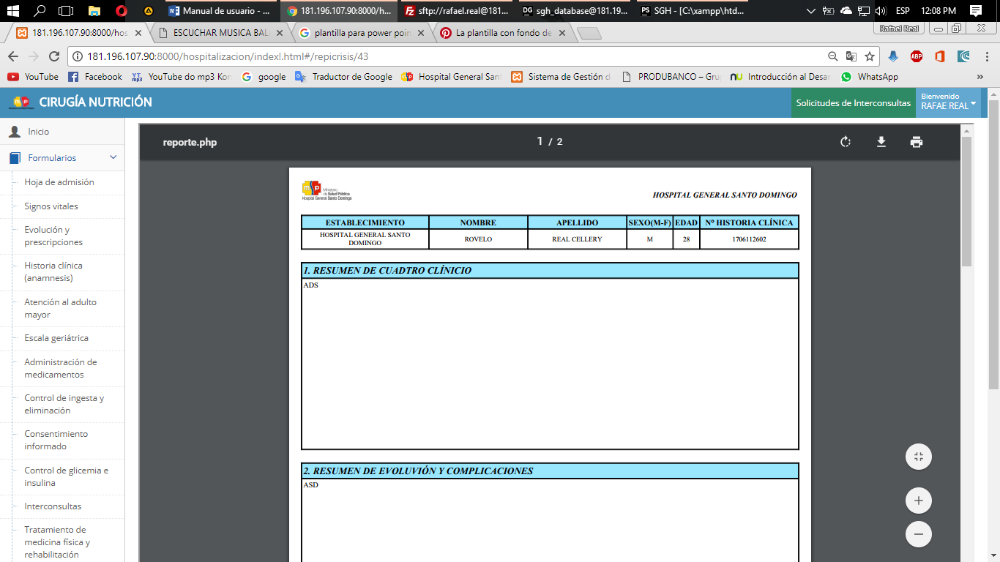 Manual de usuario - ...
181.196.107.90:8000/h...
sftp://rafael.real@181...
sgh_database@181.19...
SGH - [C:\xampp\htd...
ESP
12:08 PM
181.196.107.90:8000/hos
ESCUCHAR MUSICA BAL
plantilla para power poin
La plantilla con fondo de
Rafael Real
181.196.107.90:8000/hospitalizacion/index!.html#/repicrisis/43
YouTube
Facebook
YouTube do mp3 Kon
google
Traductor de Google
Hospital General Sant
Sistema de Gestión d
PRODUBANCO – Gru
Introducción al Desar
WhatsApp
CIRUGÍA NUTRICIÓN
Solicitudes de Interconsultas
Bienvenido
RAFAE REAL
Inicio
Formularios
Hoja de admisión
Signos vitales
Evolución y
prescripciones
Historia clínica
(anamnesis)
Atención al adulto
mayor
Escala geriátrica
Administración de
medicamentos
Control de ingesta y
eliminación
Consentimiento
informado
Control de glicemia e
insulina
Interconsultas
Tratamiento de
medicina física y
rehabilitación
reporte.php
1 / 2
Ministerio
de Salud Pública
Hospital General Santo Domingo
HOSPITAL GENERAL SANTO DOMINGO
ESTABLECIMIENTO NOMBRE APELLIDO SEXO(M-F) EDAD Nº HISTORIA CLÍNICA
HOSPITAL GENERAL SANTO
DOMINGO
ROVELO REAL CELLERY M 28 1706112602
1. RESUMEN DE CUADTRO CLÍNICIO
ADS
2. RESUMEN DE EVOLUVIÓN Y COMPLICACIONES
ASD